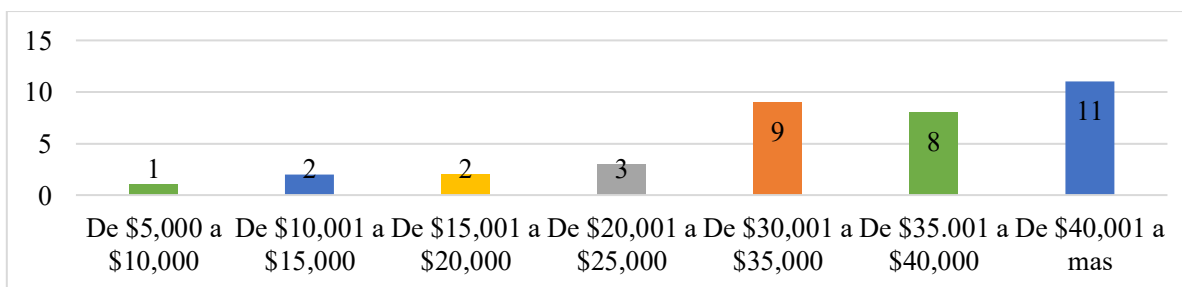 15
10
5
0
1
2
2
3
9
8
11
De $5,000 a $10,000
De $10,001 a $15,000
De $15,001 a $20,000
De $20,001 a $25,000
De $30,001 a $35,000
De $35.001 a $40,000
De $40,001 a mas